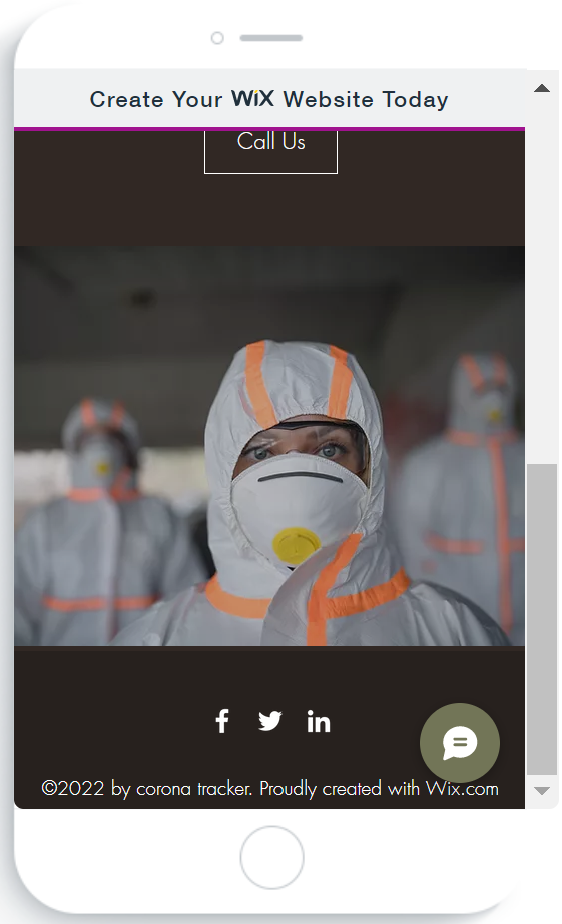 Create Your WiX Website Today
Call Us
©2022 by corona tracker. Proudly created with Wix.com